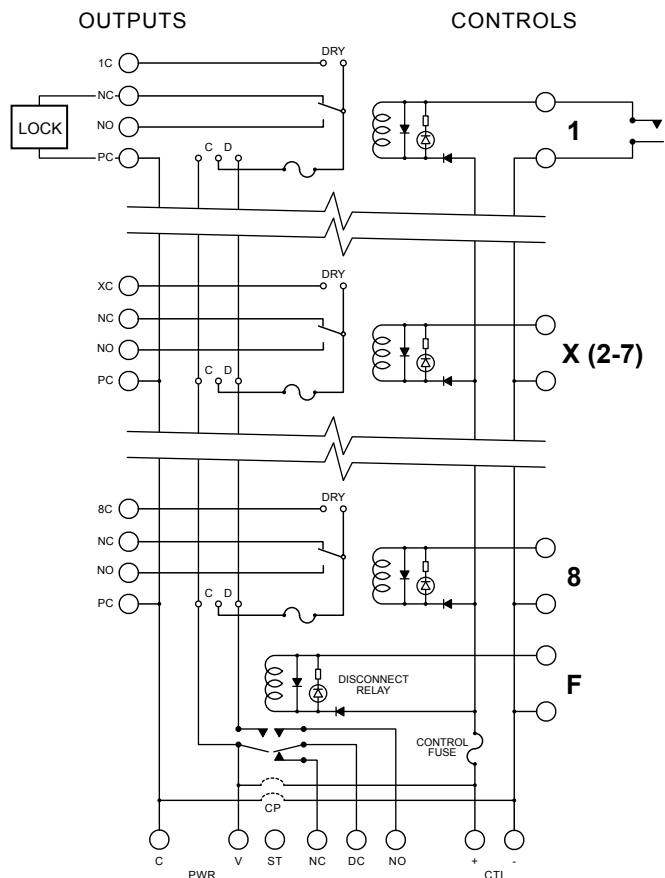 OUTPUTS CONTROLS
DRY
1C
NC
LOCK
NO
1
PC
C D
DRY
XC
NC
NO
X (2-7)
PC
C D
DRY
8C
NC
NO
8
PC
C D
DISCONNECT
RELAY
F
CONTROL
FUSE
CP
C V ST NC DC NO + -
PWR CTL